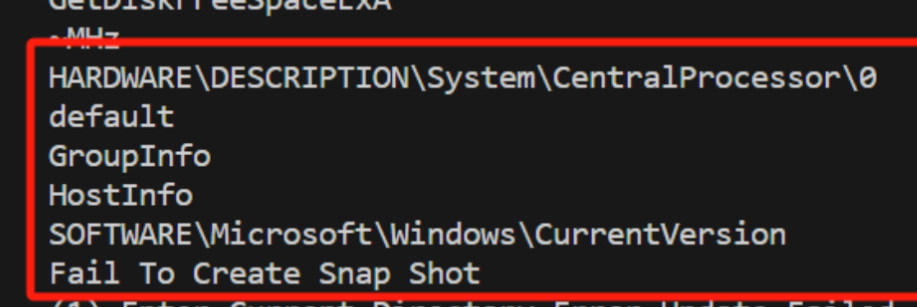 GetDiskFreeSpaceExA
~MHz
HARDWARE\DESCRIPTION\System\CentralProcessor\0
default
GroupInfo
HostInfo
SOFTWARE\Microsoft\Windows\CurrentVersion
Fail To Create Snap Shot
(1) Enter Current Directory Error Update Failed